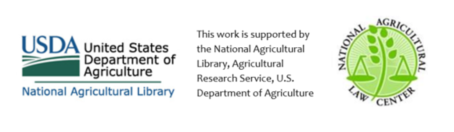 USDA United States
Department of
Agriculture
National Agricultural Library
This work is supported by
the National Agricultural
Library, Agricultural
Research Service, U.S.
Department of Agriculture
NATIONAL AGRICULTURAL
LAW CENTER